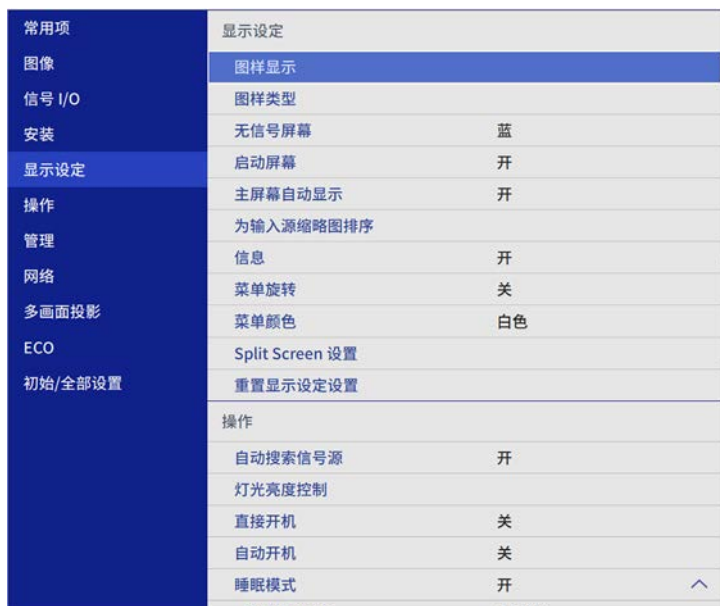 常用项
图像
信号 I/O
安装
显示设定
操作
管理
网络
多画面投影
ECO
初始/全部设置
显示设定
图样显示
图样类型
无信号屏幕 蓝
启动屏幕 开
主屏幕自动显示 开
为输入源缩略图排序
信息 开
菜单旋转 关
菜单颜色 白色
Split Screen 设置
重置显示设定设置
操作
自动搜索信号源 开
灯光亮度控制
直接开机 关
自动开机 关
睡眠模式 开